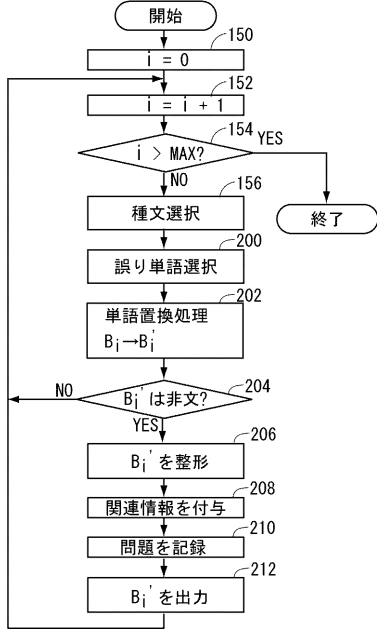 開始
150
i = 0
152
i = i + 1
154
i > MAX?
YES
NO
156
種文選択
終了
200
誤り単語選択
202
単語置換処理
Bi→Bi'
204
NO
Bi'は非文?
YES
206
Bi'を整形
208
関連情報を付与
210
問題を記録
212
Bi'を出力